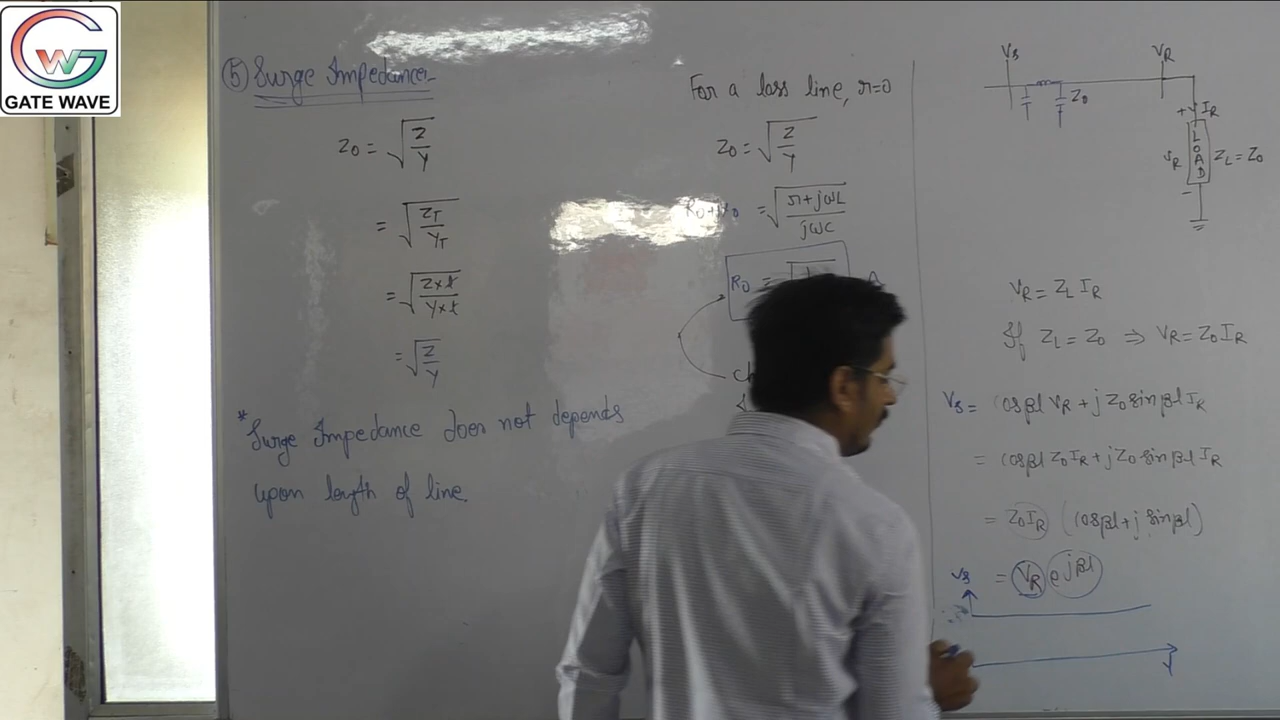 GATE WAVE
⑤ Surge Impedance:-
Z0 = √(Z/Y)
= √(ZT/YT)
= √(Z×l/Y×l)
= √(Z/Y)
* Surge Impedance does not depends
upon length of line
For a loss line, r=0
Z0 = √(Z/Y)
= √((r+jωL)/jωC)
R0 =
VS
VR
Z0
+ IR
VR LOAD ZL = Z0
-
VR = ZL IR
If ZL = Z0 ⇒ VR = Z0 IR
VS = Cosβl VR + j Z0 sinβl IR
= Cosβl Z0 IR + j Z0 sinβl IR
= Z0 IR (Cosβl + j sinβl)
= VR e^jβl
VS